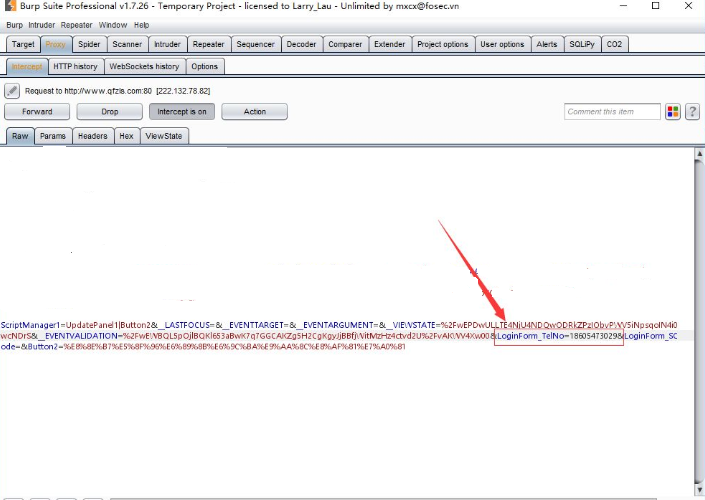 Burp Suite Professional v1.7.26 - Temporary Project - licensed to Larry_Lau - Unlimited by mxcx@fosec.vn
Burp Intruder Repeater Window Help
Target Proxy Spider Scanner Intruder Repeater Sequencer Decoder Comparer Extender Project options User options Alerts SQLiPy CO2
Intercept HTTP history WebSockets history Options
Request to http://www.qfzls.com:80 [222.132.78.82]
Forward Drop Intercept is on Action Comment this item ?
Raw Params Headers Hex ViewState
ScriptManager1=UpdatePanel1|Button2&__LASTFOCUS=&__EVENTTARGET=&__EVENTARGUMENT=&__VIEWSTATE=
&__EVENTVALIDATION= &LoginForm_TelNo=18605473029&LoginForm_SC
ode=&Button2=%E8%8E%B7%E5%8F%96%E6%89%8B%E6%9C%BA%E9%AA%8C%E8%AF%81%E7%A0%81